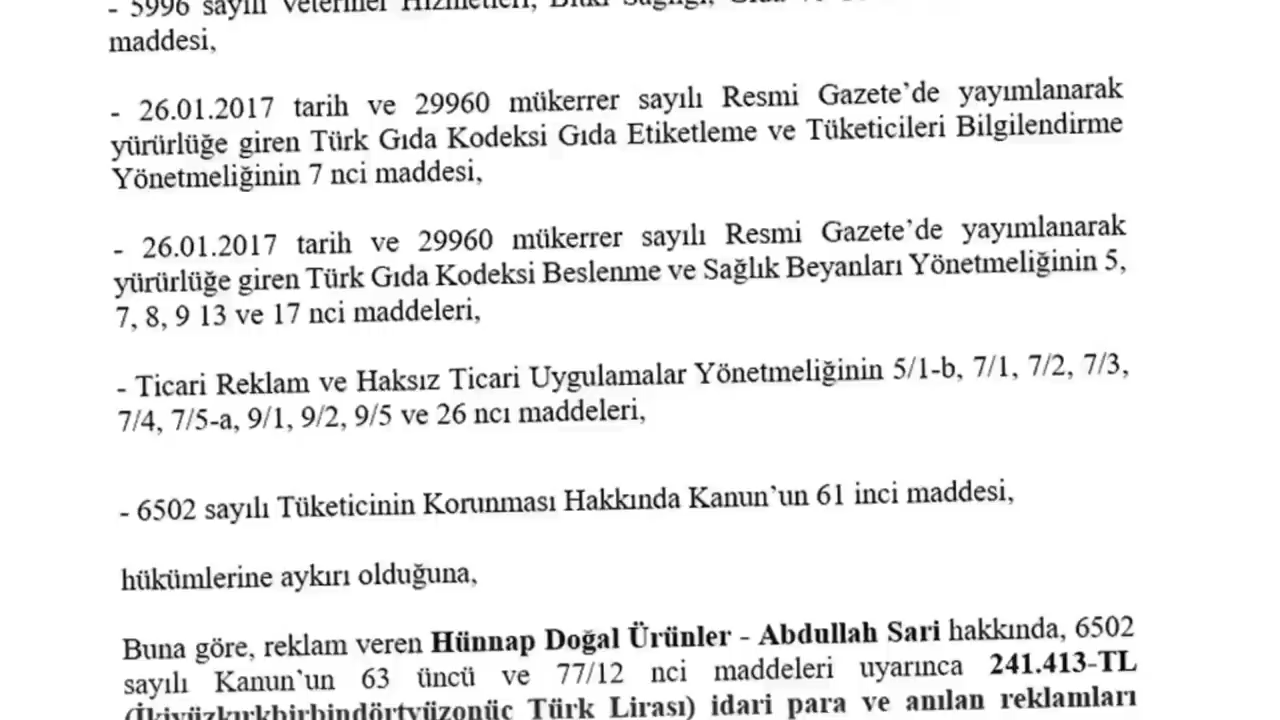 - 5996 sayılı Veteriner Hizmetleri, Bitki Sağlığı, Gıda ve
maddesi,
- 26.01.2017 tarih ve 29960 mükerrer sayılı Resmi Gazete’de yayımlanarak
yürürlüğe giren Türk Gıda Kodeksi Gıda Etiketleme ve Tüketicileri Bilgilendirme
Yönetmeliğinin 7 nci maddesi,
- 26.01.2017 tarih ve 29960 mükerrer sayılı Resmi Gazete’de yayımlanarak
yürürlüğe giren Türk Gıda Kodeksi Beslenme ve Sağlık Beyanları Yönetmeliğinin 5,
7, 8, 9 13 ve 17 nci maddeleri,
- Ticari Reklam ve Haksız Ticari Uygulamalar Yönetmeliğinin 5/1-b, 7/1, 7/2, 7/3,
7/4, 7/5-a, 9/1, 9/2, 9/5 ve 26 ncı maddeleri,
- 6502 sayılı Tüketicinin Korunması Hakkında Kanun’un 61 inci maddesi,
hükümlerine aykırı olduğuna,
Buna göre, reklam veren Hünnap Doğal Ürünler - Abdullah Sari hakkında, 6502
sayılı Kanun’un 63 üncü ve 77/12 nci maddeleri uyarınca 241.413-TL
(İkiyüzkırkbirbindörtyüzonüç Türk Lirası) idari para ve anılan reklamları